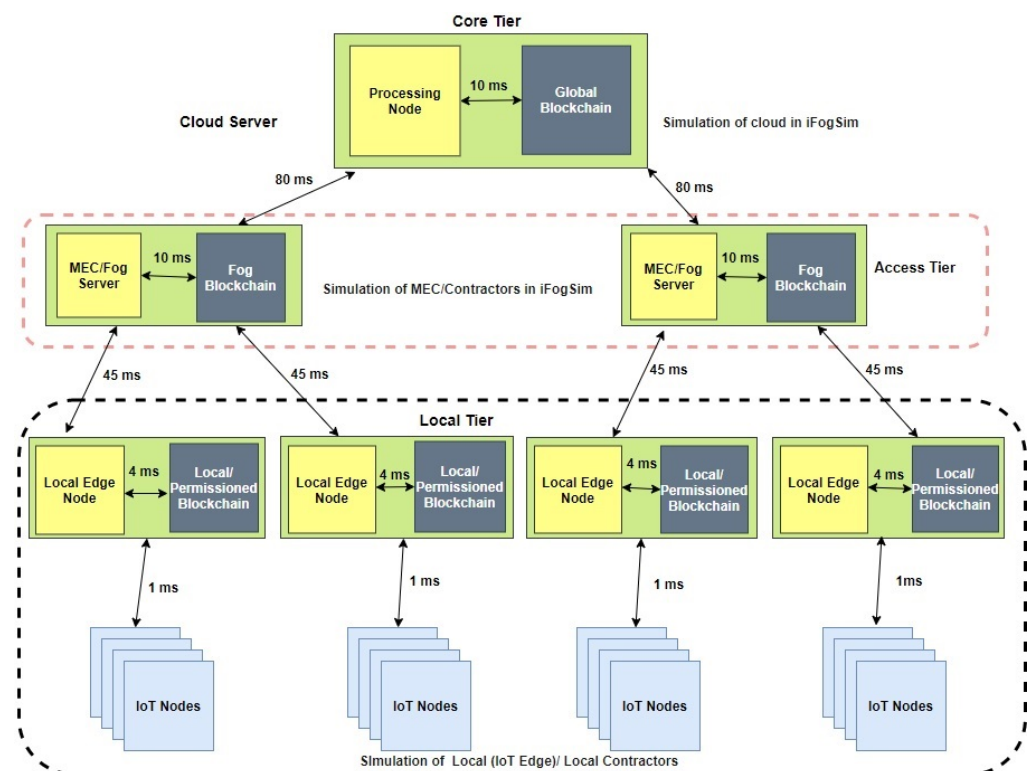 Core Tier
Processing
Node
10 ms
Global
Blockchain
Cloud Server
Simulation of cloud in iFogSim
80 ms
80 ms
MEC/Fog
Server
10 ms
Fog
Blockchain
Simulation of MEC/Contractors in iFogSim
MEC/Fog
Server
10 ms
Fog
Blockchain
Access Tier
45 ms
45 ms
45 ms
45 ms
Local Tier
Local Edge
Node
4 ms
Local/
Permissioned
Blockchain
Local Edge
Node
4 ms
Local/
Permissioned
Blockchain
Local Edge
Node
4 ms
Local/
Permissioned
Blockchain
Local Edge
Node
4 ms
Local/
Permissioned
Blockchain
1 ms
1 ms
1 ms
1ms
IoT Nodes
IoT Nodes
IoT Nodes
IoT Nodes
SImulation of Local (IoT Edge)/ Local Contractors